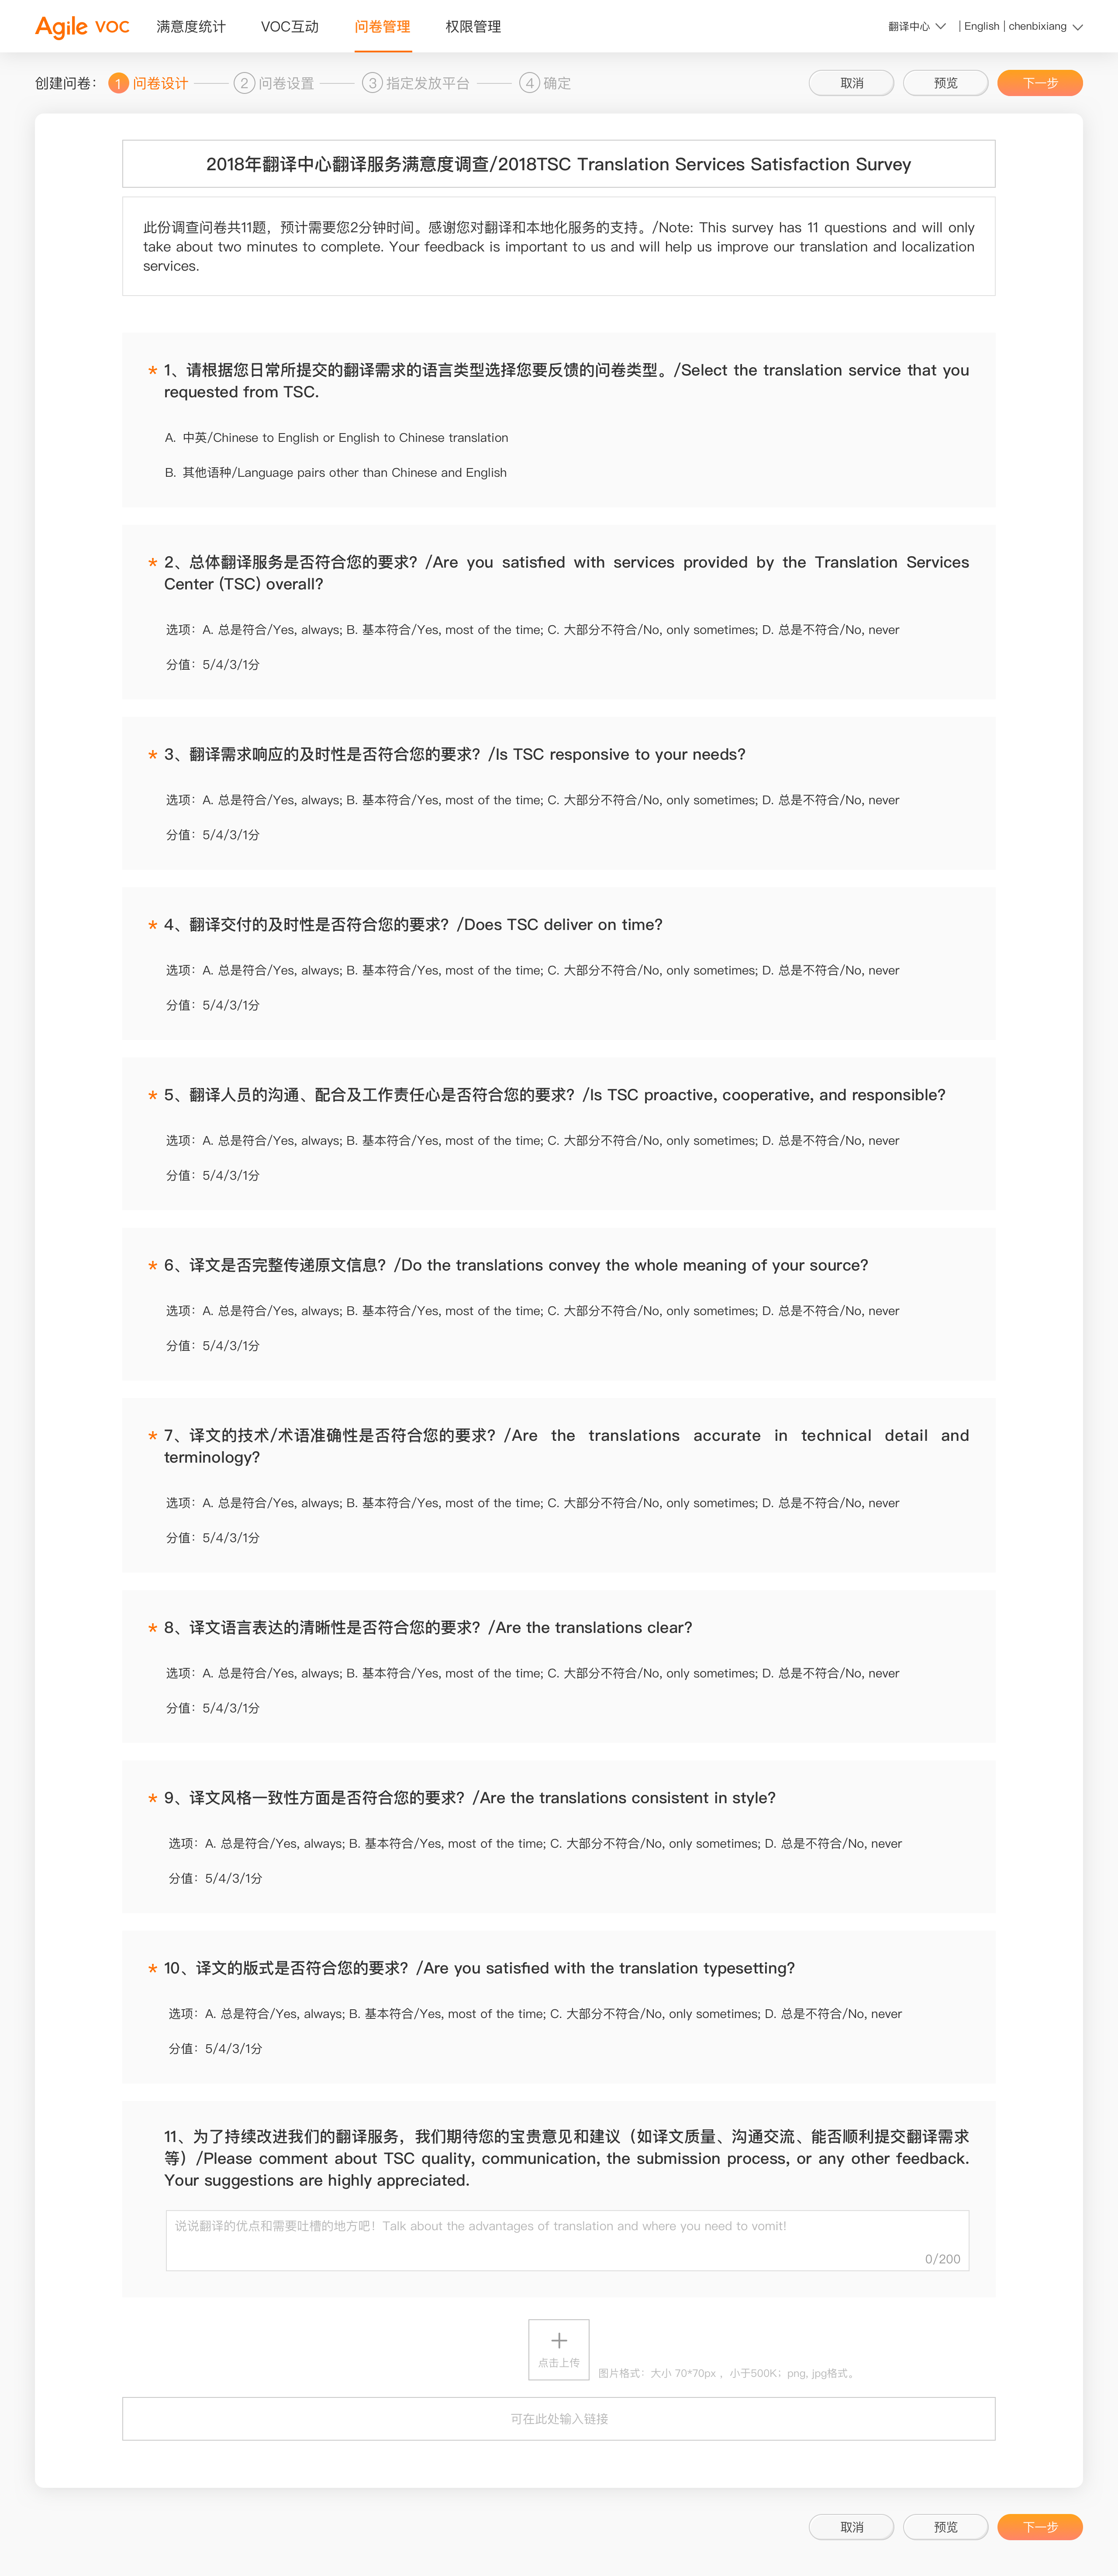 Agile VOC 满意度统计 VOC互动 问卷管理 权限管理 翻译中心 | English | chenbixiang
创建问卷： 1 问卷设计 2 问卷设置 3 指定发放平台 4 确定 取消 预览 下一步
2018年翻译中心翻译服务满意度调查/2018TSC Translation Services Satisfaction Survey
此份调查问卷共11题，预计需要您2分钟时间。感谢您对翻译和本地化服务的支持。/Note: This survey has 11 questions and will only
take about two minutes to complete. Your feedback is important to us and will help us improve our translation and localization
services.
* 1、请根据您日常所提交的翻译需求的语言类型选择您要反馈的问卷类型。/Select the translation service that you
requested from TSC.
A. 中英/Chinese to English or English to Chinese translation
B. 其他语种/Language pairs other than Chinese and English
* 2、总体翻译服务是否符合您的要求？/Are you satisfied with services provided by the Translation Services
Center (TSC) overall?
选项：A. 总是符合/Yes, always; B. 基本符合/Yes, most of the time; C. 大部分不符合/No, only sometimes; D. 总是不符合/No, never
分值：5/4/3/1分
* 3、翻译需求响应的及时性是否符合您的要求？/Is TSC responsive to your needs?
选项：A. 总是符合/Yes, always; B. 基本符合/Yes, most of the time; C. 大部分不符合/No, only sometimes; D. 总是不符合/No, never
分值：5/4/3/1分
* 4、翻译交付的及时性是否符合您的要求？/Does TSC deliver on time?
选项：A. 总是符合/Yes, always; B. 基本符合/Yes, most of the time; C. 大部分不符合/No, only sometimes; D. 总是不符合/No, never
分值：5/4/3/1分
* 5、翻译人员的沟通、配合及工作责任心是否符合您的要求？/Is TSC proactive, cooperative, and responsible?
选项：A. 总是符合/Yes, always; B. 基本符合/Yes, most of the time; C. 大部分不符合/No, only sometimes; D. 总是不符合/No, never
分值：5/4/3/1分
* 6、译文是否完整传递原文信息？/Do the translations convey the whole meaning of your source?
选项：A. 总是符合/Yes, always; B. 基本符合/Yes, most of the time; C. 大部分不符合/No, only sometimes; D. 总是不符合/No, never
分值：5/4/3/1分
* 7、译文的技术/术语准确性是否符合您的要求？/Are the translations accurate in technical detail and
terminology?
选项：A. 总是符合/Yes, always; B. 基本符合/Yes, most of the time; C. 大部分不符合/No, only sometimes; D. 总是不符合/No, never
分值：5/4/3/1分
* 8、译文语言表达的清晰性是否符合您的要求？/Are the translations clear?
选项：A. 总是符合/Yes, always; B. 基本符合/Yes, most of the time; C. 大部分不符合/No, only sometimes; D. 总是不符合/No, never
分值：5/4/3/1分
* 9、译文风格一致性方面是否符合您的要求？/Are the translations consistent in style?
选项：A. 总是符合/Yes, always; B. 基本符合/Yes, most of the time; C. 大部分不符合/No, only sometimes; D. 总是不符合/No, never
分值：5/4/3/1分
* 10、译文的版式是否符合您的要求？/Are you satisfied with the translation typesetting?
选项：A. 总是符合/Yes, always; B. 基本符合/Yes, most of the time; C. 大部分不符合/No, only sometimes; D. 总是不符合/No, never
分值：5/4/3/1分
11、为了持续改进我们的翻译服务，我们期待您的宝贵意见和建议（如译文质量、沟通交流、能否顺利提交翻译需求
等）/Please comment about TSC quality, communication, the submission process, or any other feedback.
Your suggestions are highly appreciated.
说说翻译的优点和需要吐槽的地方吧！Talk about the advantages of translation and where you need to vomit!
0/200
点击上传
图片格式：大小 70*70px ，小于500K；png, jpg格式。
可在此处输入链接
取消 预览 下一步